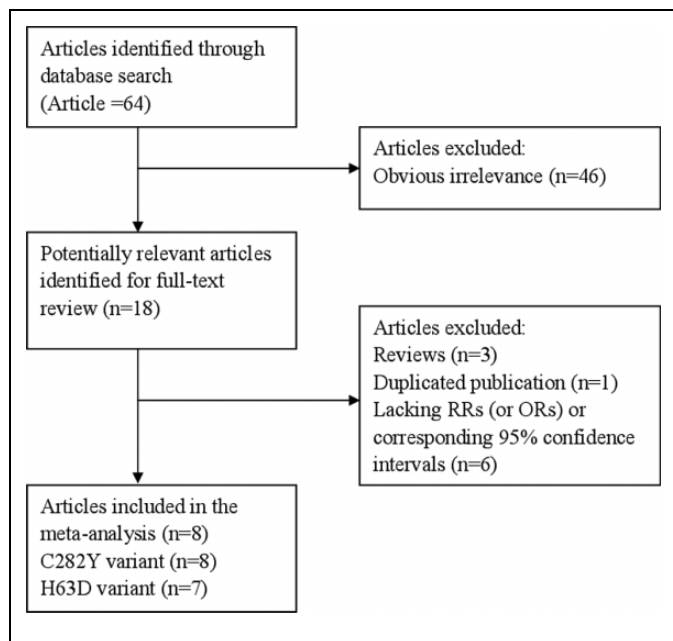 Articles identified through
database search
(Article =64)
Articles excluded:
Obvious irrelevance (n=46)
Potentially relevant articles
identified for full-text
review (n=18)
Articles excluded:
Reviews (n=3)
Duplicated publication (n=1)
Lacking RRs (or ORs) or
corresponding 95% confidence
intervals (n=6)
Articles included in the
meta-analysis (n=8)
C282Y variant (n=8)
H63D variant (n=7)